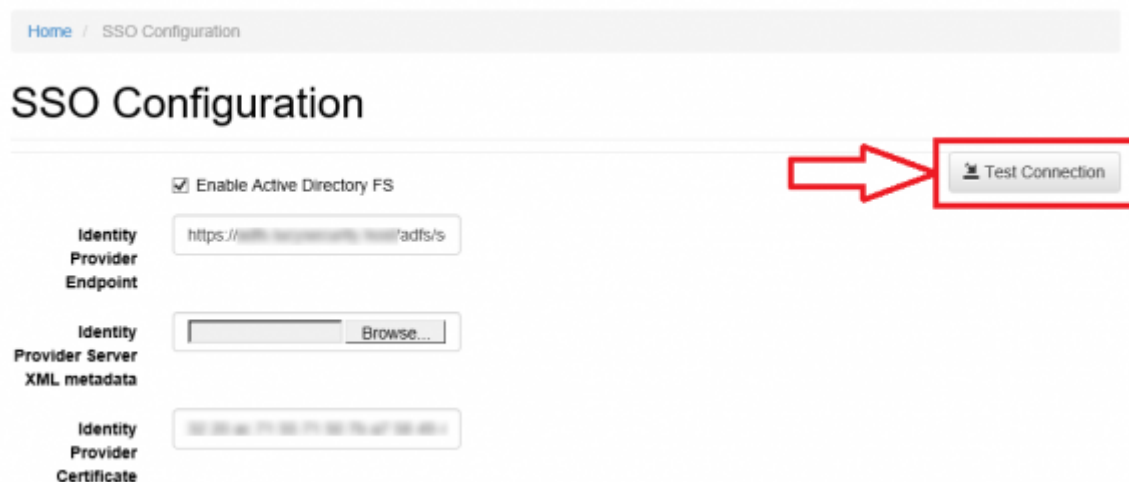 Home / SSO Configuration
SSO Configuration
Test Connection
Enable Active Directory FS
Identity
Provider
Endpoint
https:// /adfs/s
Identity
Provider Server
XML metadata
Browse...
Identity
Provider
Certificate